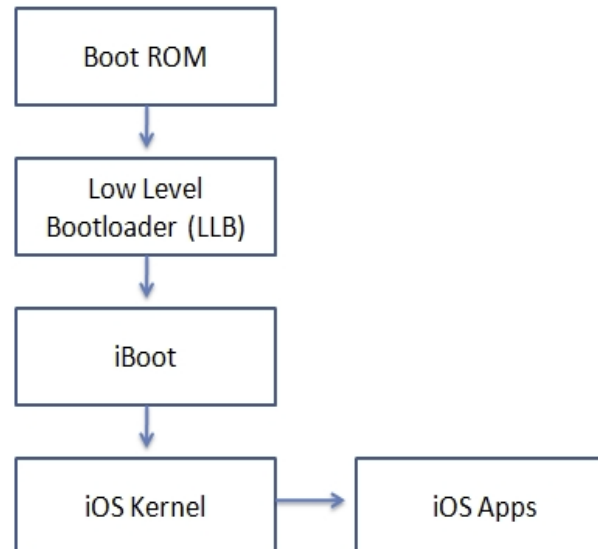 Boot ROM
Low Level
Bootloader (LLB)
iBoot
iOS Kernel
iOS Apps